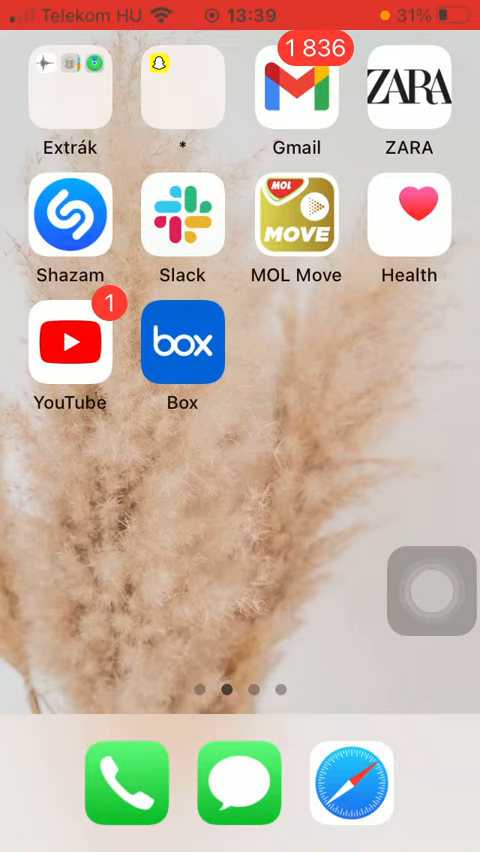 Telekom HU 13:39 31%
1 836
MOL
ZARA
MOVE
Extrák * Gmail ZARA
Shazam Slack MOL Move Health
1
box
YouTube Box